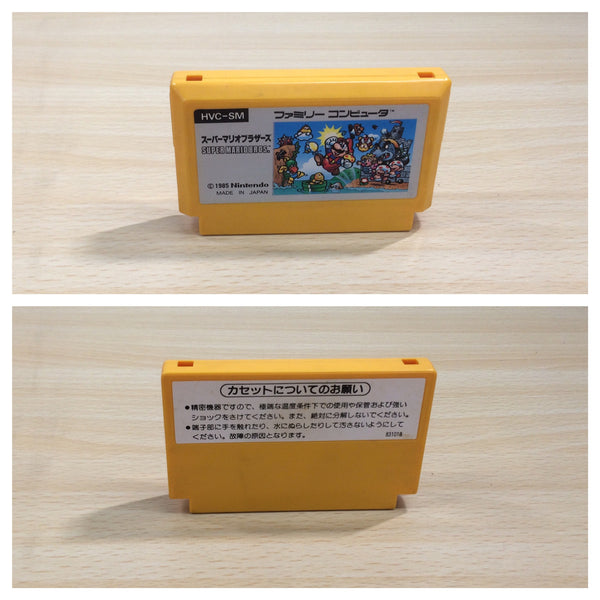 HVC-SM
ファミリー コンピュータ™
スーパーマリオブラザーズ
SUPER MARIO BROS.
© 1985 Nintendo
MADE IN JAPAN
カセットについてのお願い
●精密機器ですので、極端な温度条件下での使用や保管および強い
ショックをさけてください。また、絶対に分解しないでください。
●端子部に手を触れたり、水にぬらしたりして汚さないようにして
ください。故障の原因となります。